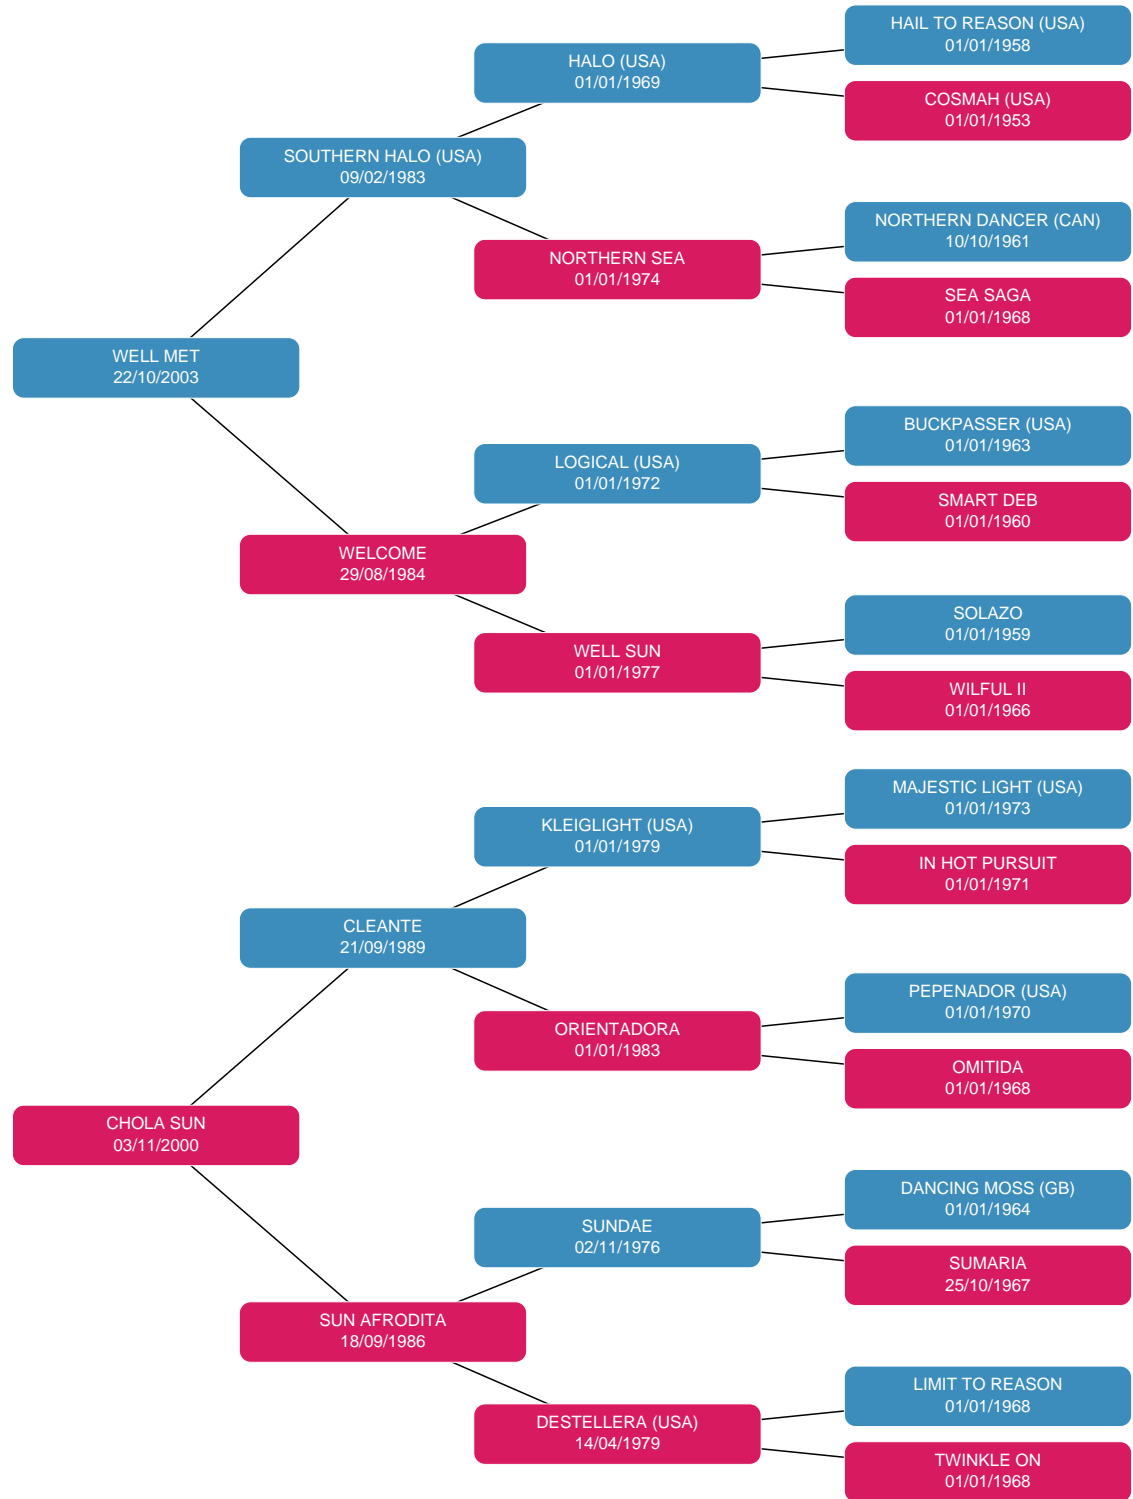 HAIL TO REASON (USA)
01/01/1958
HALO (USA)
01/01/1969
COSMAH (USA)
01/01/1953
SOUTHERN HALO (USA)
09/02/1983
NORTHERN DANCER (CAN)
10/10/1961
NORTHERN SEA
01/01/1974
SEA SAGA
01/01/1968
WELL MET
22/10/2003
BUCKPASSER (USA)
01/01/1963
LOGICAL (USA)
01/01/1972
SMART DEB
01/01/1960
WELCOME
29/08/1984
SOLAZO
01/01/1959
WELL SUN
01/01/1977
WILFUL II
01/01/1966
MAJESTIC LIGHT (USA)
01/01/1973
KLEIGLIGHT (USA)
01/01/1979
IN HOT PURSUIT
01/01/1971
CLEANTE
21/09/1989
PEPENADOR (USA)
01/01/1970
ORIENTADORA
01/01/1983
OMITIDA
01/01/1968
CHOLA SUN
03/11/2000
DANCING MOSS (GB)
01/01/1964
SUNDAE
02/11/1976
SUMARIA
25/10/1967
SUN AFRODITA
18/09/1986
LIMIT TO REASON
01/01/1968
DESTELLERA (USA)
14/04/1979
TWINKLE ON
01/01/1968